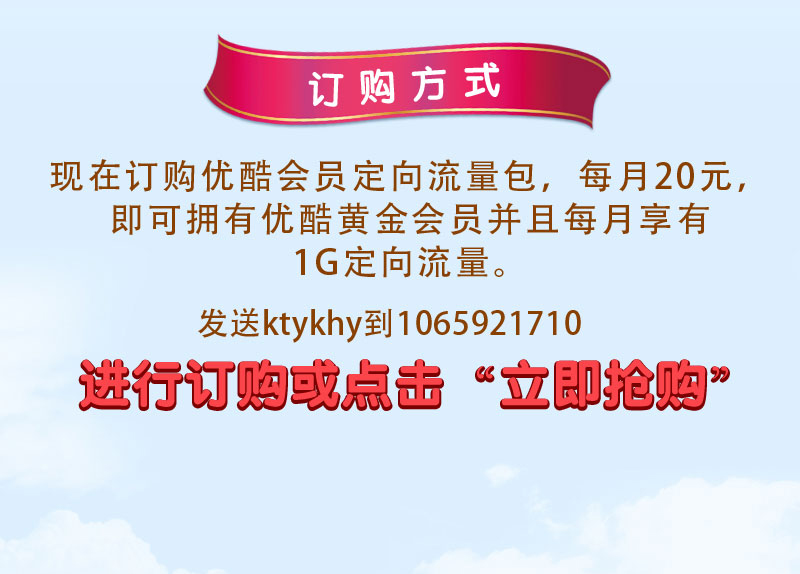 订购方式
现在订购优酷会员定向流量包，每月20元，
即可拥有优酷黄金会员并且每月享有
1G定向流量。
发送ktykhy到1065921710
进行订购或点击“立即抢购”